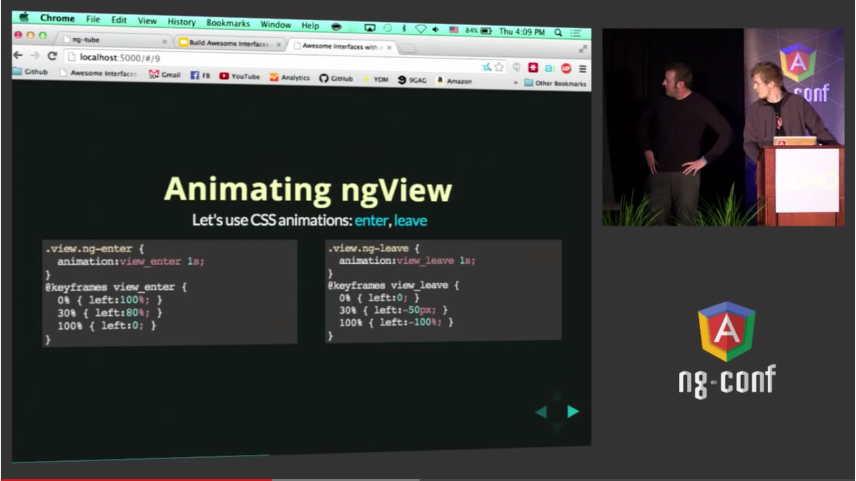 Chrome File Edit View History Bookmarks Window Help 84% Thu 4:09 PM
ng-tube
Build Awesome Interfaces
Awesome Interfaces with
localhost:5000/#/9
Github Awesome Interfaces Gmail FB YouTube Analytics GitHub YOM 9GAG Amazon » Other Bookmarks
Animating ngView
Let's use CSS animations: enter, leave
.view.ng-enter {
animation:view_enter 1s;
}
@keyframes view_enter {
0% { left:100%; }
30% { left:80%; }
100% { left:0; }
}
.view.ng-leave {
animation:view_leave 1s;
}
@keyframes view_leave {
0% { left:0; }
30% { left:-50px; }
100% { left:-100%; }
}
A
conf
A
ng-conf